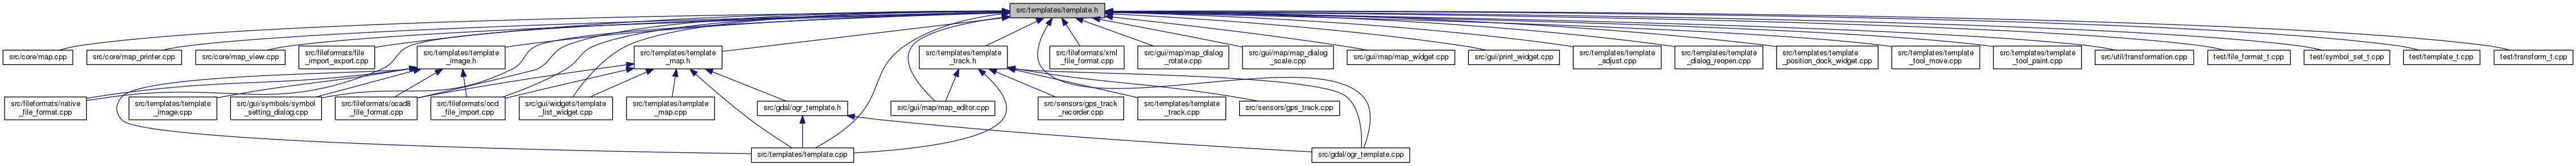 src/templates/template.h
src/core/map.cpp
src/core/map_printer.cpp
src/core/map_view.cpp
src/fileformats/file
_import_export.cpp
src/templates/template
_image.h
src/templates/template
_map.h
src/templates/template
_track.h
src/fileformats/xml
_file_format.cpp
src/gui/map/map_dialog
_rotate.cpp
src/gui/map/map_dialog
_scale.cpp
src/gui/map/map_widget.cpp
src/gui/print_widget.cpp
src/templates/template
_adjust.cpp
src/templates/template
_dialog_reopen.cpp
src/templates/template
_position_dock_widget.cpp
src/templates/template
_tool_move.cpp
src/templates/template
_tool_paint.cpp
src/util/transformation.cpp
test/file_format_t.cpp
test/symbol_set_t.cpp
test/template_t.cpp
test/transform_t.cpp
src/fileformats/native
_file_format.cpp
src/templates/template
_image.cpp
src/gui/symbols/symbol
_setting_dialog.cpp
src/fileformats/ocad8
_file_format.cpp
src/fileformats/ocd
_file_import.cpp
src/gui/widgets/template
_list_widget.cpp
src/templates/template
_map.cpp
src/gdal/ogr_template.h
src/gui/map/map_editor.cpp
src/sensors/gps_track
_recorder.cpp
src/templates/template
_track.cpp
src/sensors/gps_track.cpp
src/templates/template.cpp
src/gdal/ogr_template.cpp